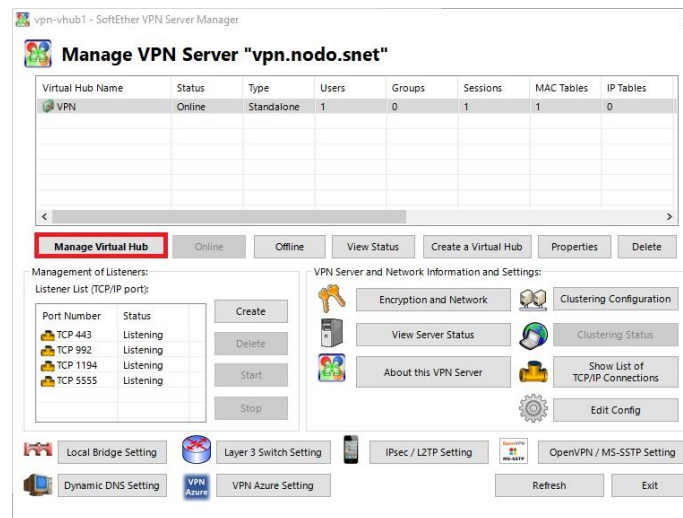 vpn-vhub1 - SoftEther VPN Server Manager
Manage VPN Server "vpn.nodo.snet"
Virtual Hub Name Status Type Users Groups Sessions MAC Tables IP Tables
VPN Online Standalone 1 0 1 1 0
Manage Virtual Hub Online Offline View Status Create a Virtual Hub Properties Delete
Management of Listeners:
Listener List (TCP/IP port):
Port Number Status
TCP 443 Listening
TCP 992 Listening
TCP 1194 Listening
TCP 5555 Listening
Create
Delete
Start
Stop
VPN Server and Network Information and Settings:
Encryption and Network
Clustering Configuration
View Server Status
Clustering Status
About this VPN Server
Show List of
TCP/IP Connections
Edit Config
Local Bridge Setting
Layer 3 Switch Setting
IPsec / L2TP Setting
OpenVPN
MS-SSTP
OpenVPN / MS-SSTP Setting
Dynamic DNS Setting
VPN
Azure
VPN Azure Setting
Refresh
Exit